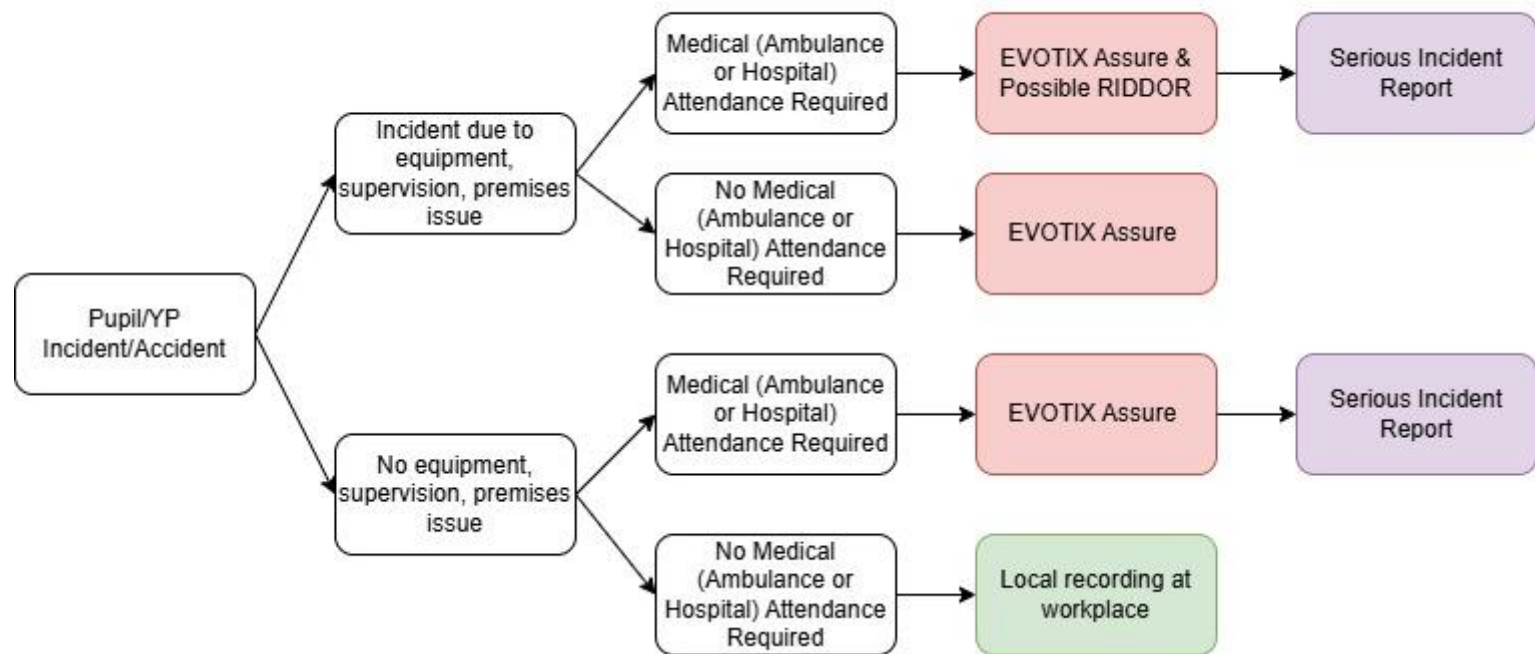 Pupil/YP
Incident/Accident
Incident due to
equipment,
supervision, premises
issue
Medical (Ambulance
or Hospital)
Attendance Required
EVOTIX Assure &
Possible RIDDOR
Serious Incident
Report
No Medical
(Ambulance or
Hospital) Attendance
Required
EVOTIX Assure
No equipment,
supervision, premises
issue
Medical (Ambulance
or Hospital)
Attendance Required
EVOTIX Assure
Serious Incident
Report
No Medical
(Ambulance or
Hospital) Attendance
Required
Local recording at
workplace